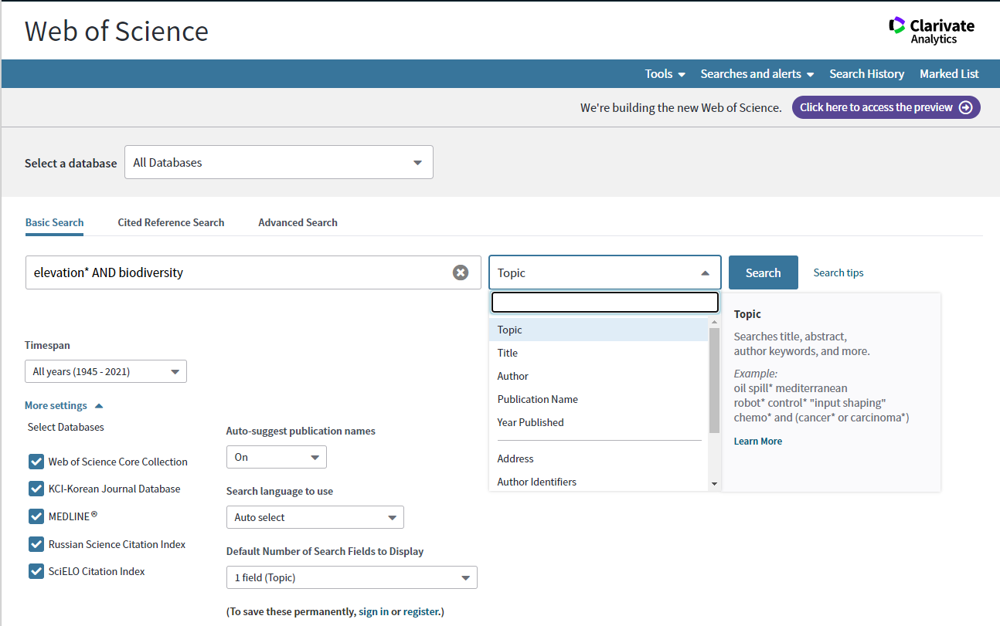 Web of Science
Clarivate
Analytics
Tools Searches and alerts Search History Marked List
We're building the new Web of Science. Click here to access the preview
Select a database All Databases
Basic Search Cited Reference Search Advanced Search
elevation* AND biodiversity Topic Search Search tips
Topic
Title
Author
Publication Name
Year Published
Address
Author Identifiers
Topic
Searches title, abstract,
author keywords, and more.
Example:
oil spill* mediterranean
robot* control* "input shaping"
chemo* and (cancer* or carcinoma*)
Learn More
Timespan
All years (1945 - 2021)
More settings
Select Databases
Web of Science Core Collection
KCI-Korean Journal Database
MEDLINE®
Russian Science Citation Index
SciELO Citation Index
Auto-suggest publication names
On
Search language to use
Auto select
Default Number of Search Fields to Display
1 field (Topic)
(To save these permanently, sign in or register.)